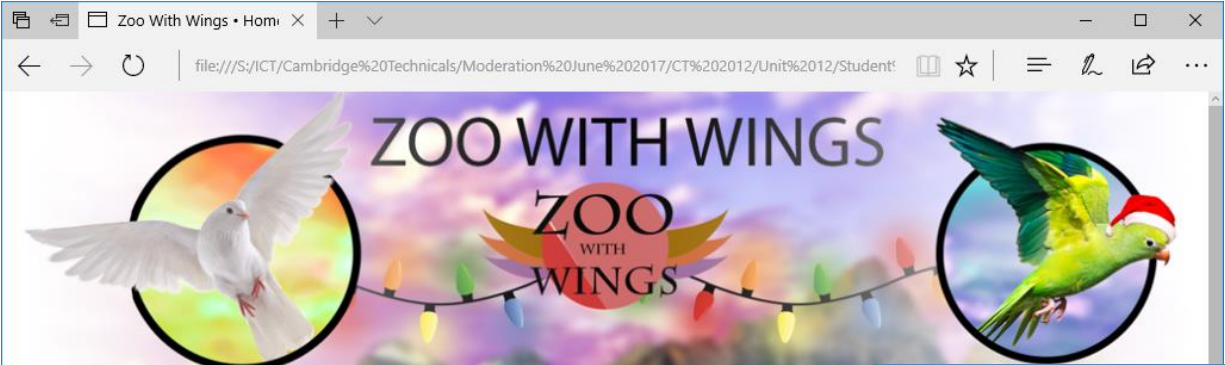 Zoo With Wings • Hom
file:///S:/ICT/Cambridge%20Technicals/Moderation%20June%202017/CT%202012/Unit%2012/Student%
ZOO WITH WINGS
ZOO
WITH
WINGS